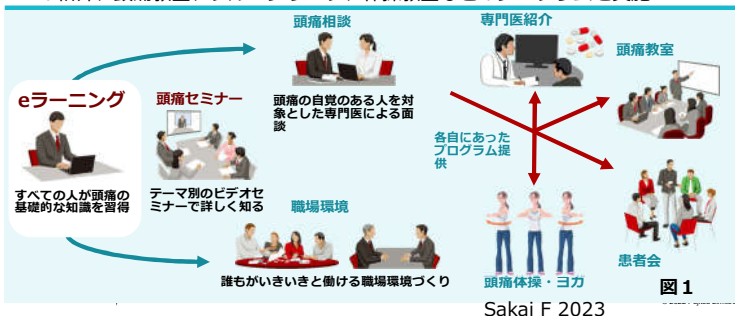 頭痛相談
専門医紹介
頭痛教室
eラーニング
頭痛セミナー
頭痛の自覚のある人を対
象とした専門医による面
談
各自にあった
プログラム提
供
すべての人が頭痛の
基礎的な知識を習得
テーマ別のビデオセ
ミナーで詳しく知る
職場環境
誰もがいきいきと働ける職場環境づくり
頭痛体操・ヨガ
患者会
図1
Sakai F 2023